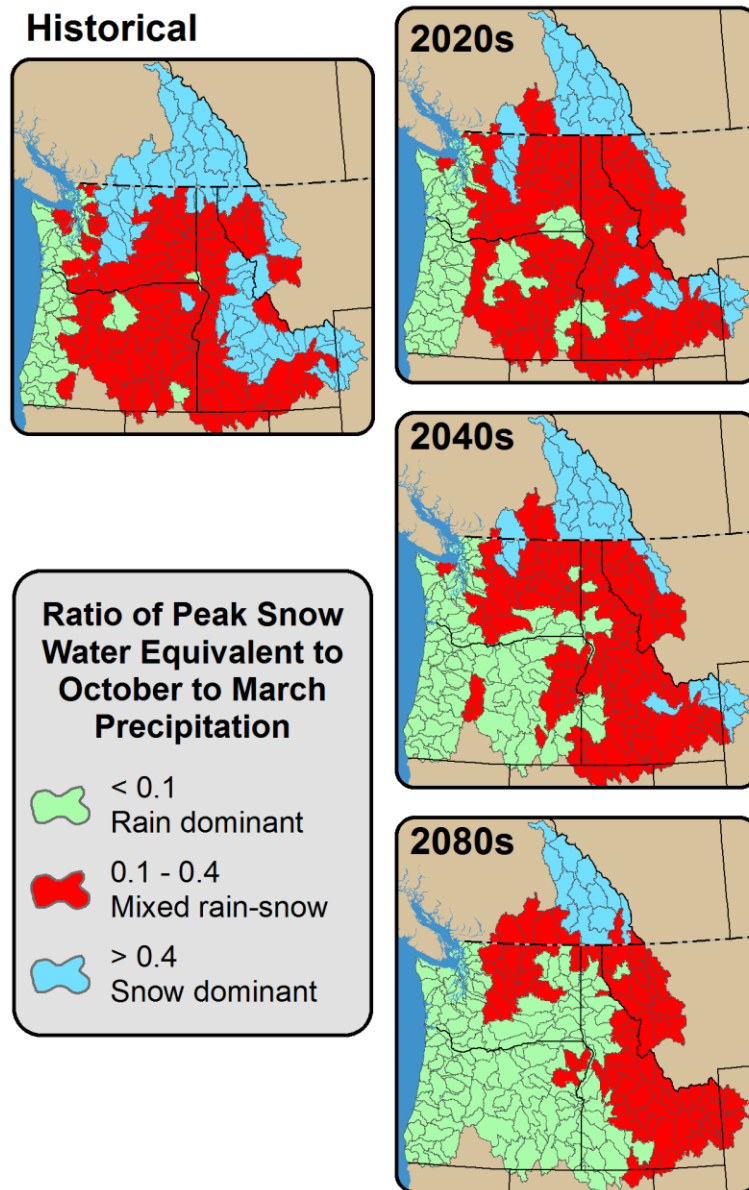 Historical
2020s
2040s
2080s
Ratio of Peak Snow
Water Equivalent to
October to March
Precipitation
< 0.1
Rain dominant
0.1 - 0.4
Mixed rain-snow
> 0.4
Snow dominant